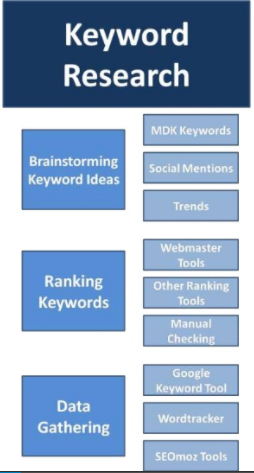 Keyword
Research
Brainstorming
Keyword Ideas
MDK Keywords
Social Mentions
Trends
Ranking
Keywords
Webmaster
Tools
Other Ranking
Tools
Manual
Checking
Data
Gathering
Google
Keyword Tool
Wordtracker
SEOmoz Tools